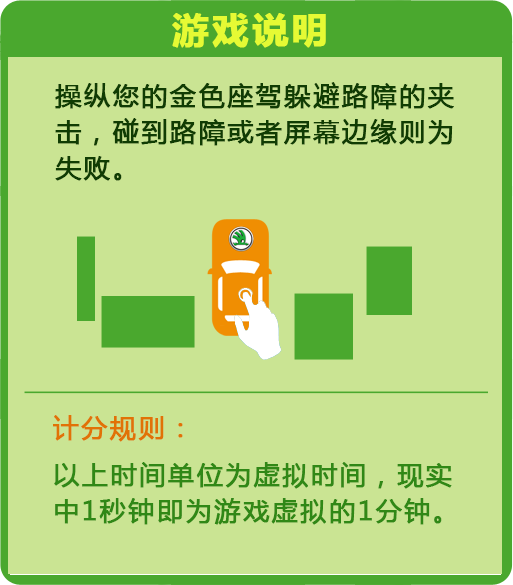 游戏说明
操纵您的金色座驾躲避路障的夹
击，碰到路障或者屏幕边缘则为
失败。
计分规则：
以上时间单位为虚拟时间，现实
中1秒钟即为游戏虚拟的1分钟。